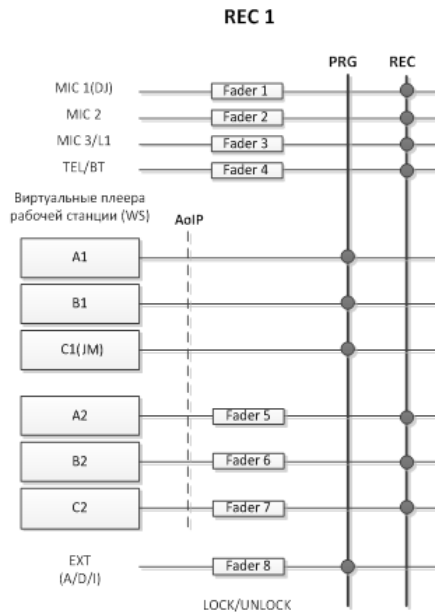 REC 1
PRG REC
MIC 1(DJ) Fader 1
MIC 2 Fader 2
MIC 3/L1 Fader 3
TEL/BT Fader 4
Виртуальные плеера
рабочей станции (WS) AoIP
A1
B1
C1(JM)
A2 Fader 5
B2 Fader 6
C2 Fader 7
EXT Fader 8
(A/D/I)
LOCK/UNLOCK